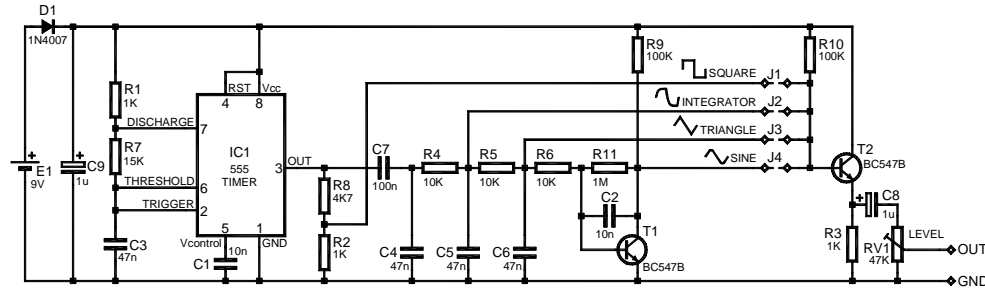 D1
1N4007
R1
1K
DISCHARGE
R7
15K
THRESHOLD
TRIGGER
E1
9V
C9
1u
C3
47n
RST
Vcc
4
8
7
6
2
IC1
555
TIMER
3
OUT
5
1
Vcontrol
10n
C1
GND
R8
4K7
R2
1K
C7
100n
R4
10K
R5
10K
R6
10K
R11
1M
C2
10n
C4
47n
C5
47n
C6
47n
T1
BC547B
R9
100K
R10
100K
SQUARE
J1
INTEGRATOR
J2
TRIANGLE
J3
SINE
J4
T2
BC547B
C8
1u
R3
1K
RV1
47K
LEVEL
OUT
GND